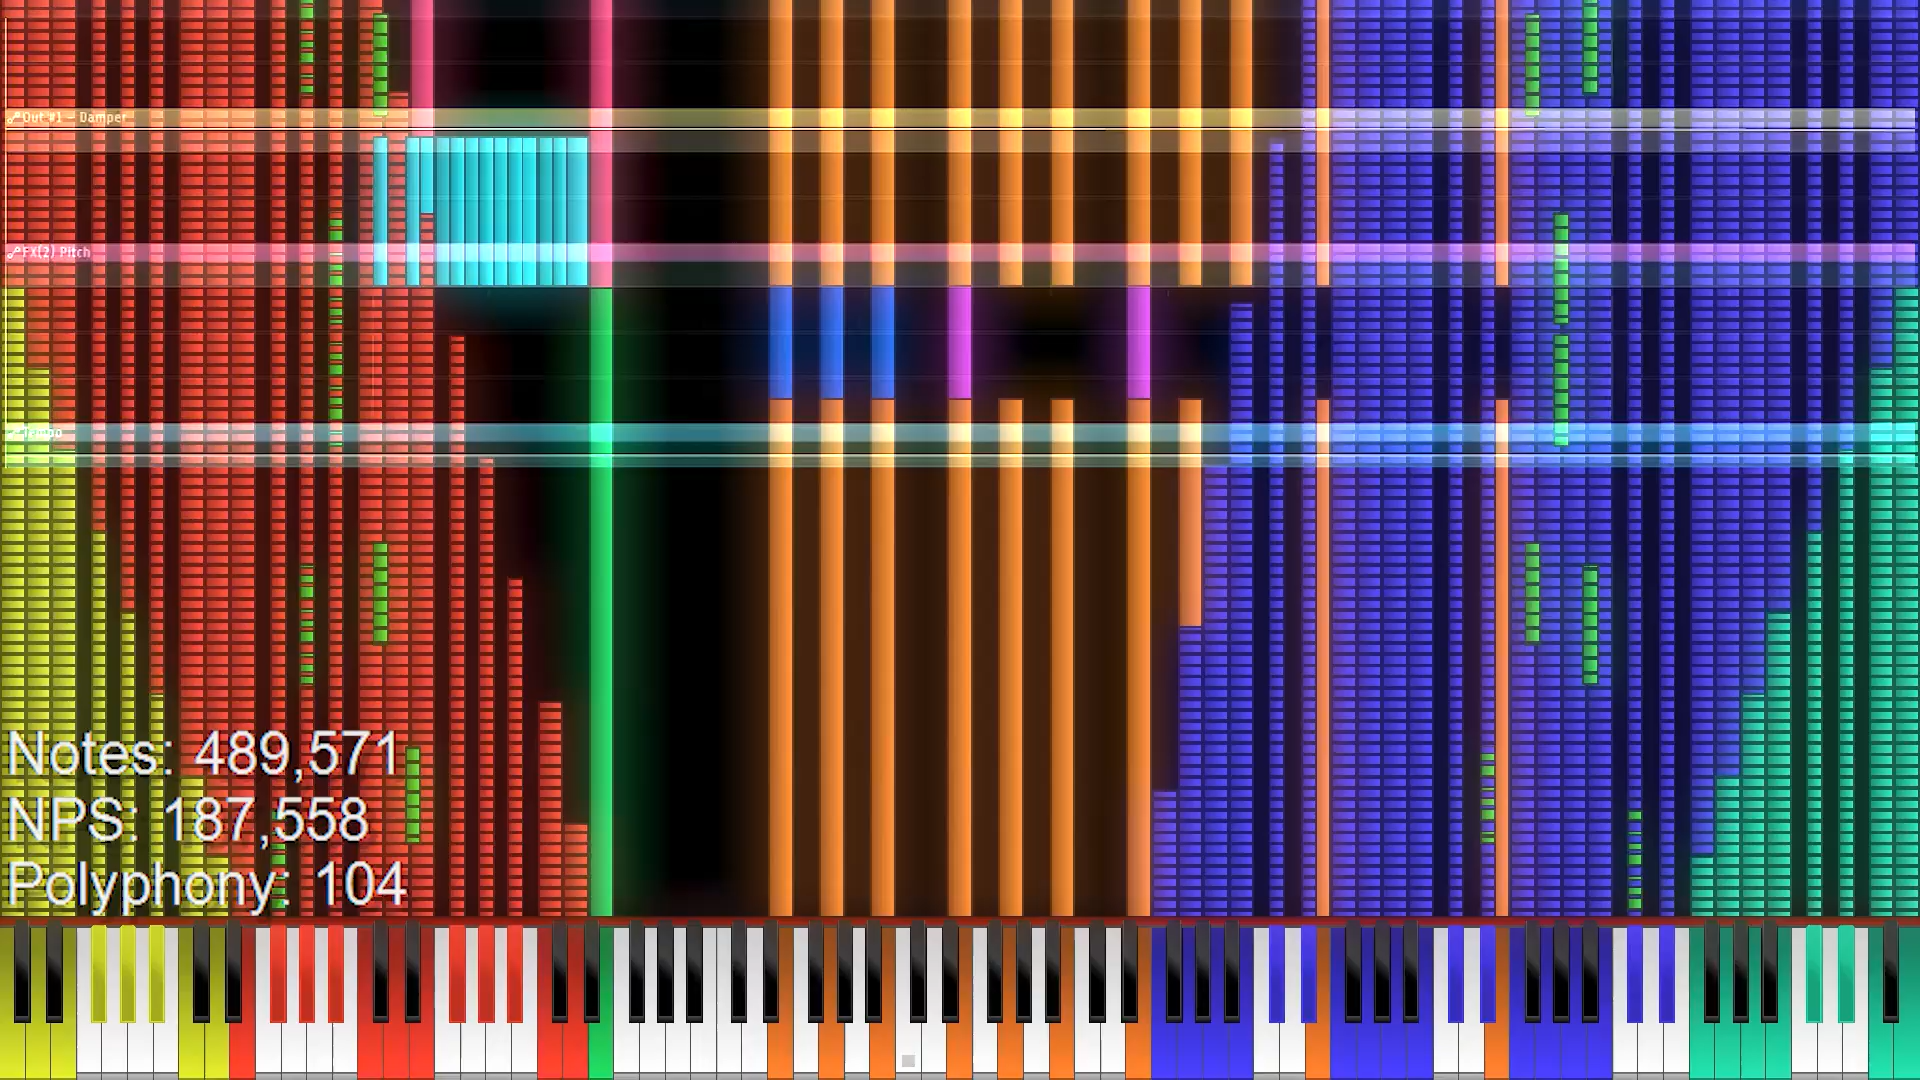 Out #1 – Damper
FX(2) Pitch
Notes: 489,571
NPS: 187,558
Polyphony: 104